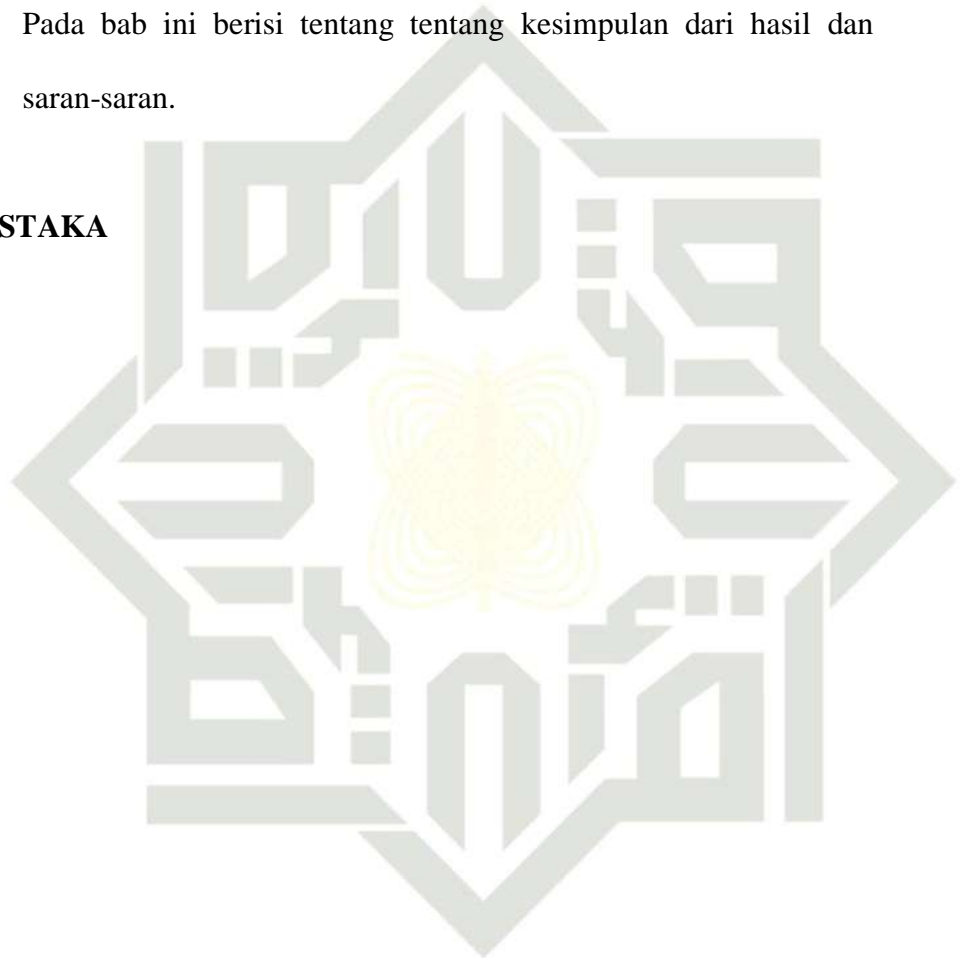 Pada bab ini berisi tentang tentang kesimpulan dari hasil dan
saran-saran.
STAKA